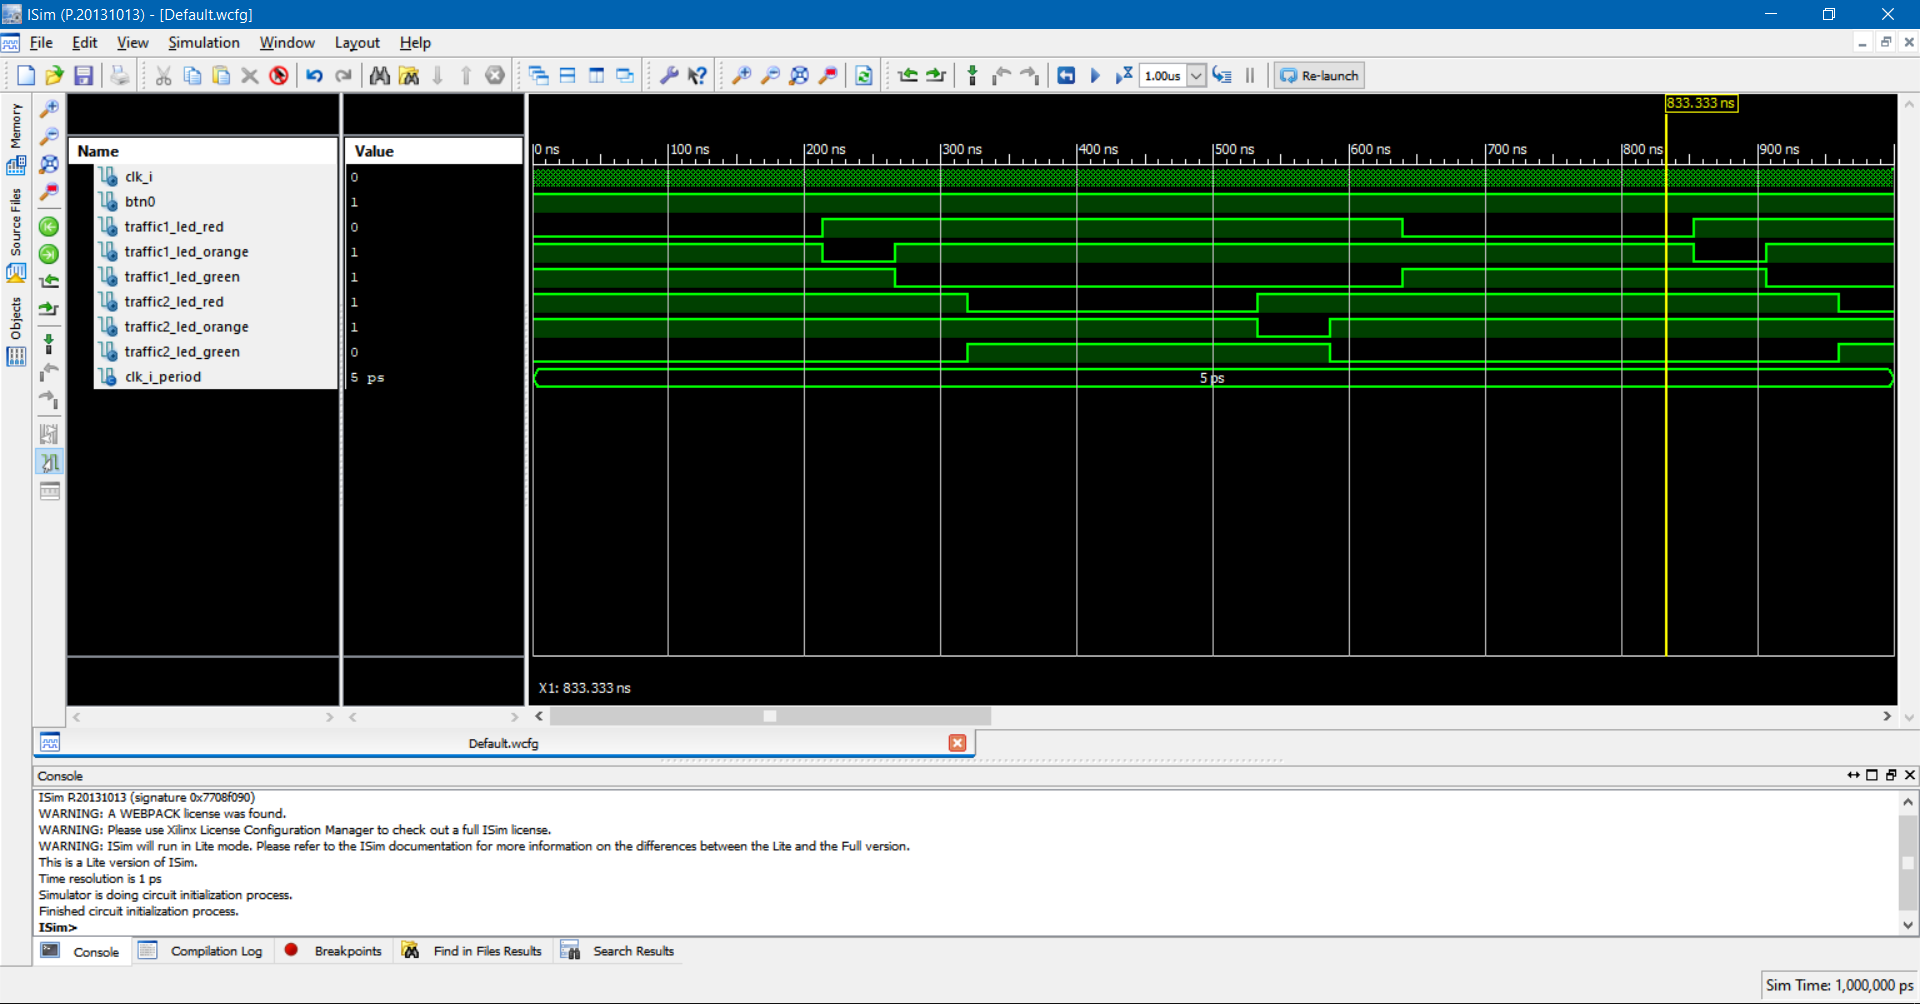 ISim (P.20131013) - [Default.wcfg]
File Edit View Simulation Window Layout Help
1.00us Re-launch
Memory
Source Files
Objects
833.333 ns
Name Value
0 ns 100 ns 200 ns 300 ns 400 ns 500 ns 600 ns 700 ns 800 ns 900 ns
clk_i 0
btn0 1
traffic1_led_red 0
traffic1_led_orange 1
traffic1_led_green 1
traffic2_led_red 1
traffic2_led_orange 1
traffic2_led_green 0
clk_i_period 5 ps 5 ps
X1: 833.333 ns
Default.wcfg
Console
ISim P.20131013 (signature 0x7708f090)
WARNING: A WEBPACK license was found.
WARNING: Please use Xilinx License Configuration Manager to check out a full ISim license.
WARNING: ISim will run in Lite mode. Please refer to the ISim documentation for more information on the differences between the Lite and the Full version.
This is a Lite version of ISim.
Time resolution is 1 ps
Simulator is doing circuit initialization process.
Finished circuit initialization process.
ISim>
Console Compilation Log Breakpoints Find in Files Results Search Results
Sim Time: 1,000,000 ps